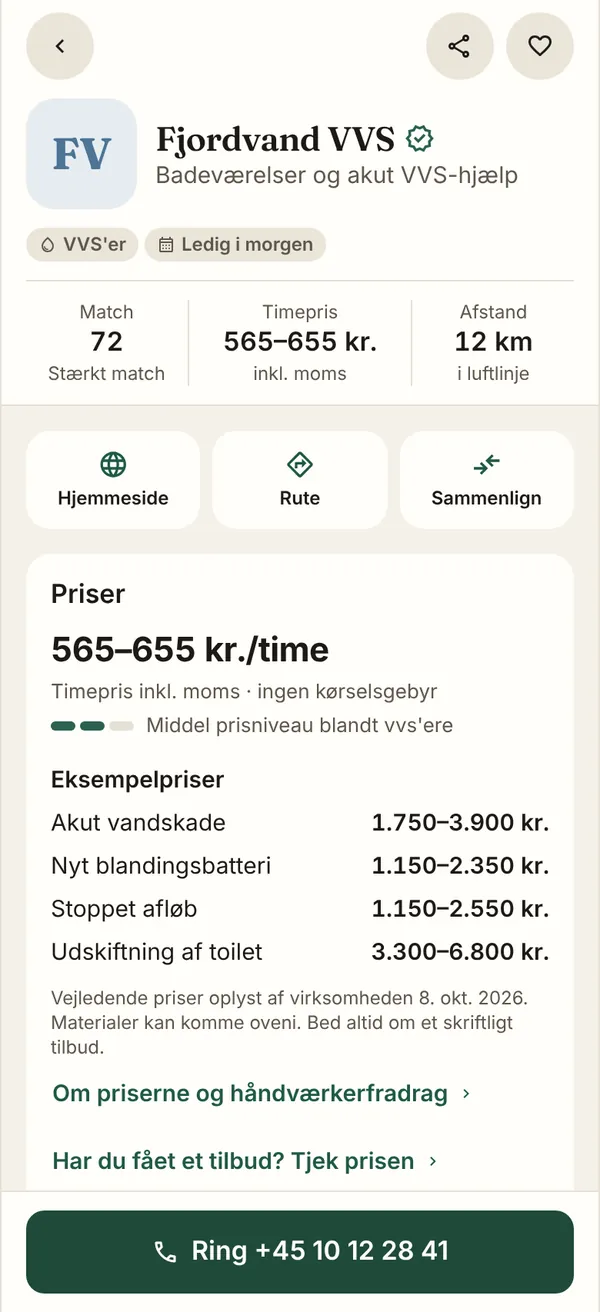 FV
Fjordvand VVS
Badeværelser og akut VVS-hjælp
VVS'er
Ledig i morgen
Match
72
Stærkt match
Timepris
565–655 kr.
inkl. moms
Afstand
12 km
i luftlinje
Hjemmeside
Rute
Sammenlign
Priser
565–655 kr./time
Timepris inkl. moms · ingen kørselsgebyr
Middel prisniveau blandt vvs'ere
Eksempelpriser
Akut vandskade 1.750–3.900 kr.
Nyt blandingsbatteri 1.150–2.350 kr.
Stoppet afløb 1.150–2.550 kr.
Udskiftning af toilet 3.300–6.800 kr.
Vejledende priser oplyst af virksomheden 8. okt. 2026.
Materialer kan komme oveni. Bed altid om et skriftligt
tilbud.
Om priserne og håndværkerfradrag
Har du fået et tilbud? Tjek prisen
Ring +45 10 12 28 41